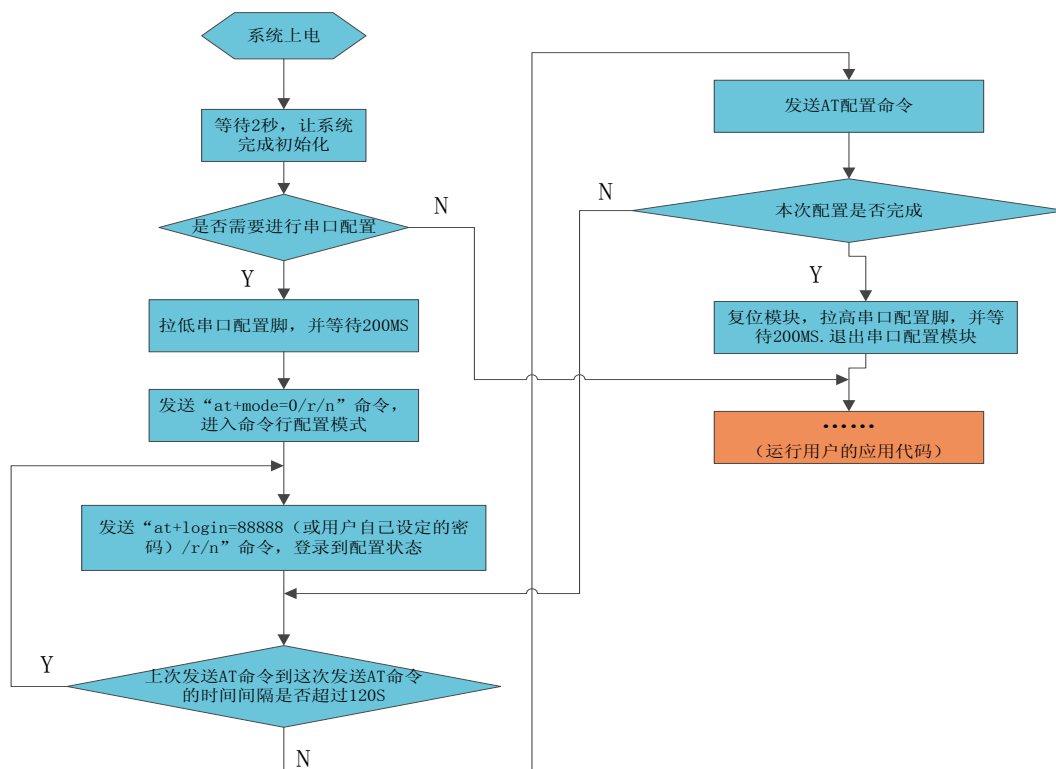 系统上电
等待2秒，让系统
完成初始化
是否需要进行串口配置
N
Y
拉低串口配置脚，并等待200MS
发送“at+mode=0/r/n”命令，
进入命令行配置模式
发送“at+login=88888（或用户自己设定的密
码）/r/n”命令，登录到配置状态
Y
上次发送AT命令到这次发送AT命令
的时间间隔是否超过120S
N
发送AT配置命令
N
本次配置是否完成
Y
复位模块，拉高串口配置脚，并等
待200MS.退出串口配置模块
……
（运行用户的应用代码）